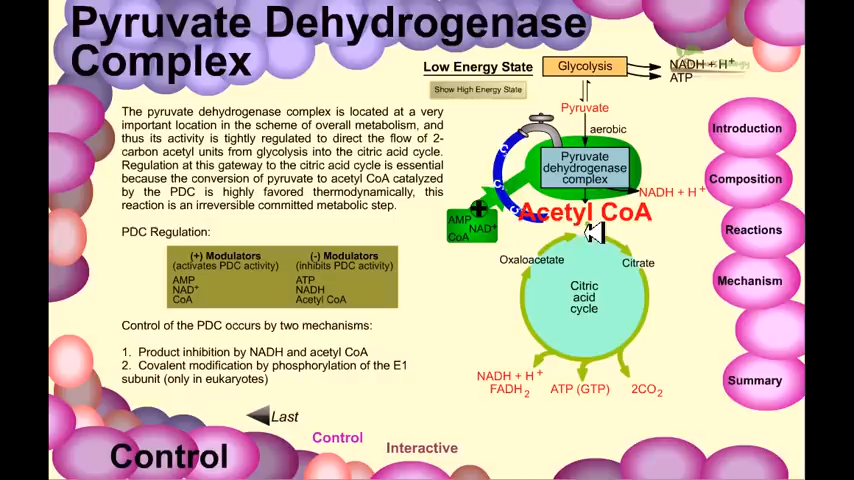 Pyruvate Dehydrogenase
Complex
Low Energy State
Glycolysis
NADH + H+
ATP
Show High Energy State
Pyruvate
aerobic
The pyruvate dehydrogenase complex is located at a very
important location in the scheme of overall metabolism, and
thus its activity is tightly regulated to direct the flow of 2-
carbon acetyl units from glycolysis into the citric acid cycle.
Regulation at this gateway to the citric acid cycle is essential
because the conversion of pyruvate to acetyl CoA catalyzed
by the PDC is highly favored thermodynamically, this
reaction is an irreversible committed metabolic step.
Pyruvate
dehydrogenase
complex
NADH + H+
Acetyl CoA
AMP
NAD+
CoA
PDC Regulation:
(+) Modulators
(activates PDC activity)
AMP
NAD+
CoA
(-) Modulators
(inhibits PDC activity)
ATP
NADH
Acetyl CoA
Control of the PDC occurs by two mechanisms:
1. Product inhibition by NADH and acetyl CoA
2. Covalent modification by phosphorylation of the E1
subunit (only in eukaryotes)
Oxaloacetate
Citrate
Citric
acid
cycle
NADH + H+
FADH2
ATP (GTP)
2CO2
Introduction
Composition
Reactions
Mechanism
Summary
Last
Control
Control
Interactive